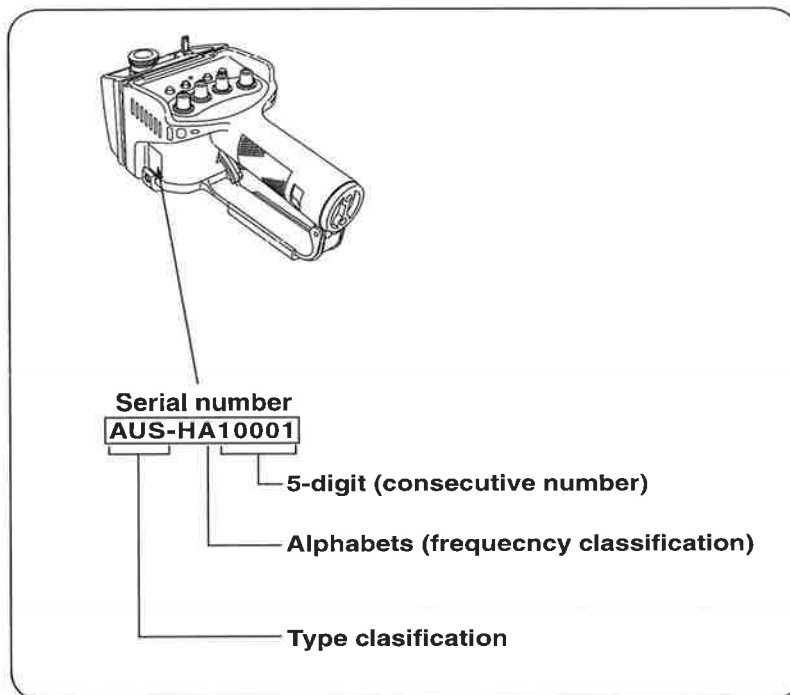 Serial number
AUS-HA10001
5-digit (consecutive number)
Alphabets (frequecncy classification)
Type clasification